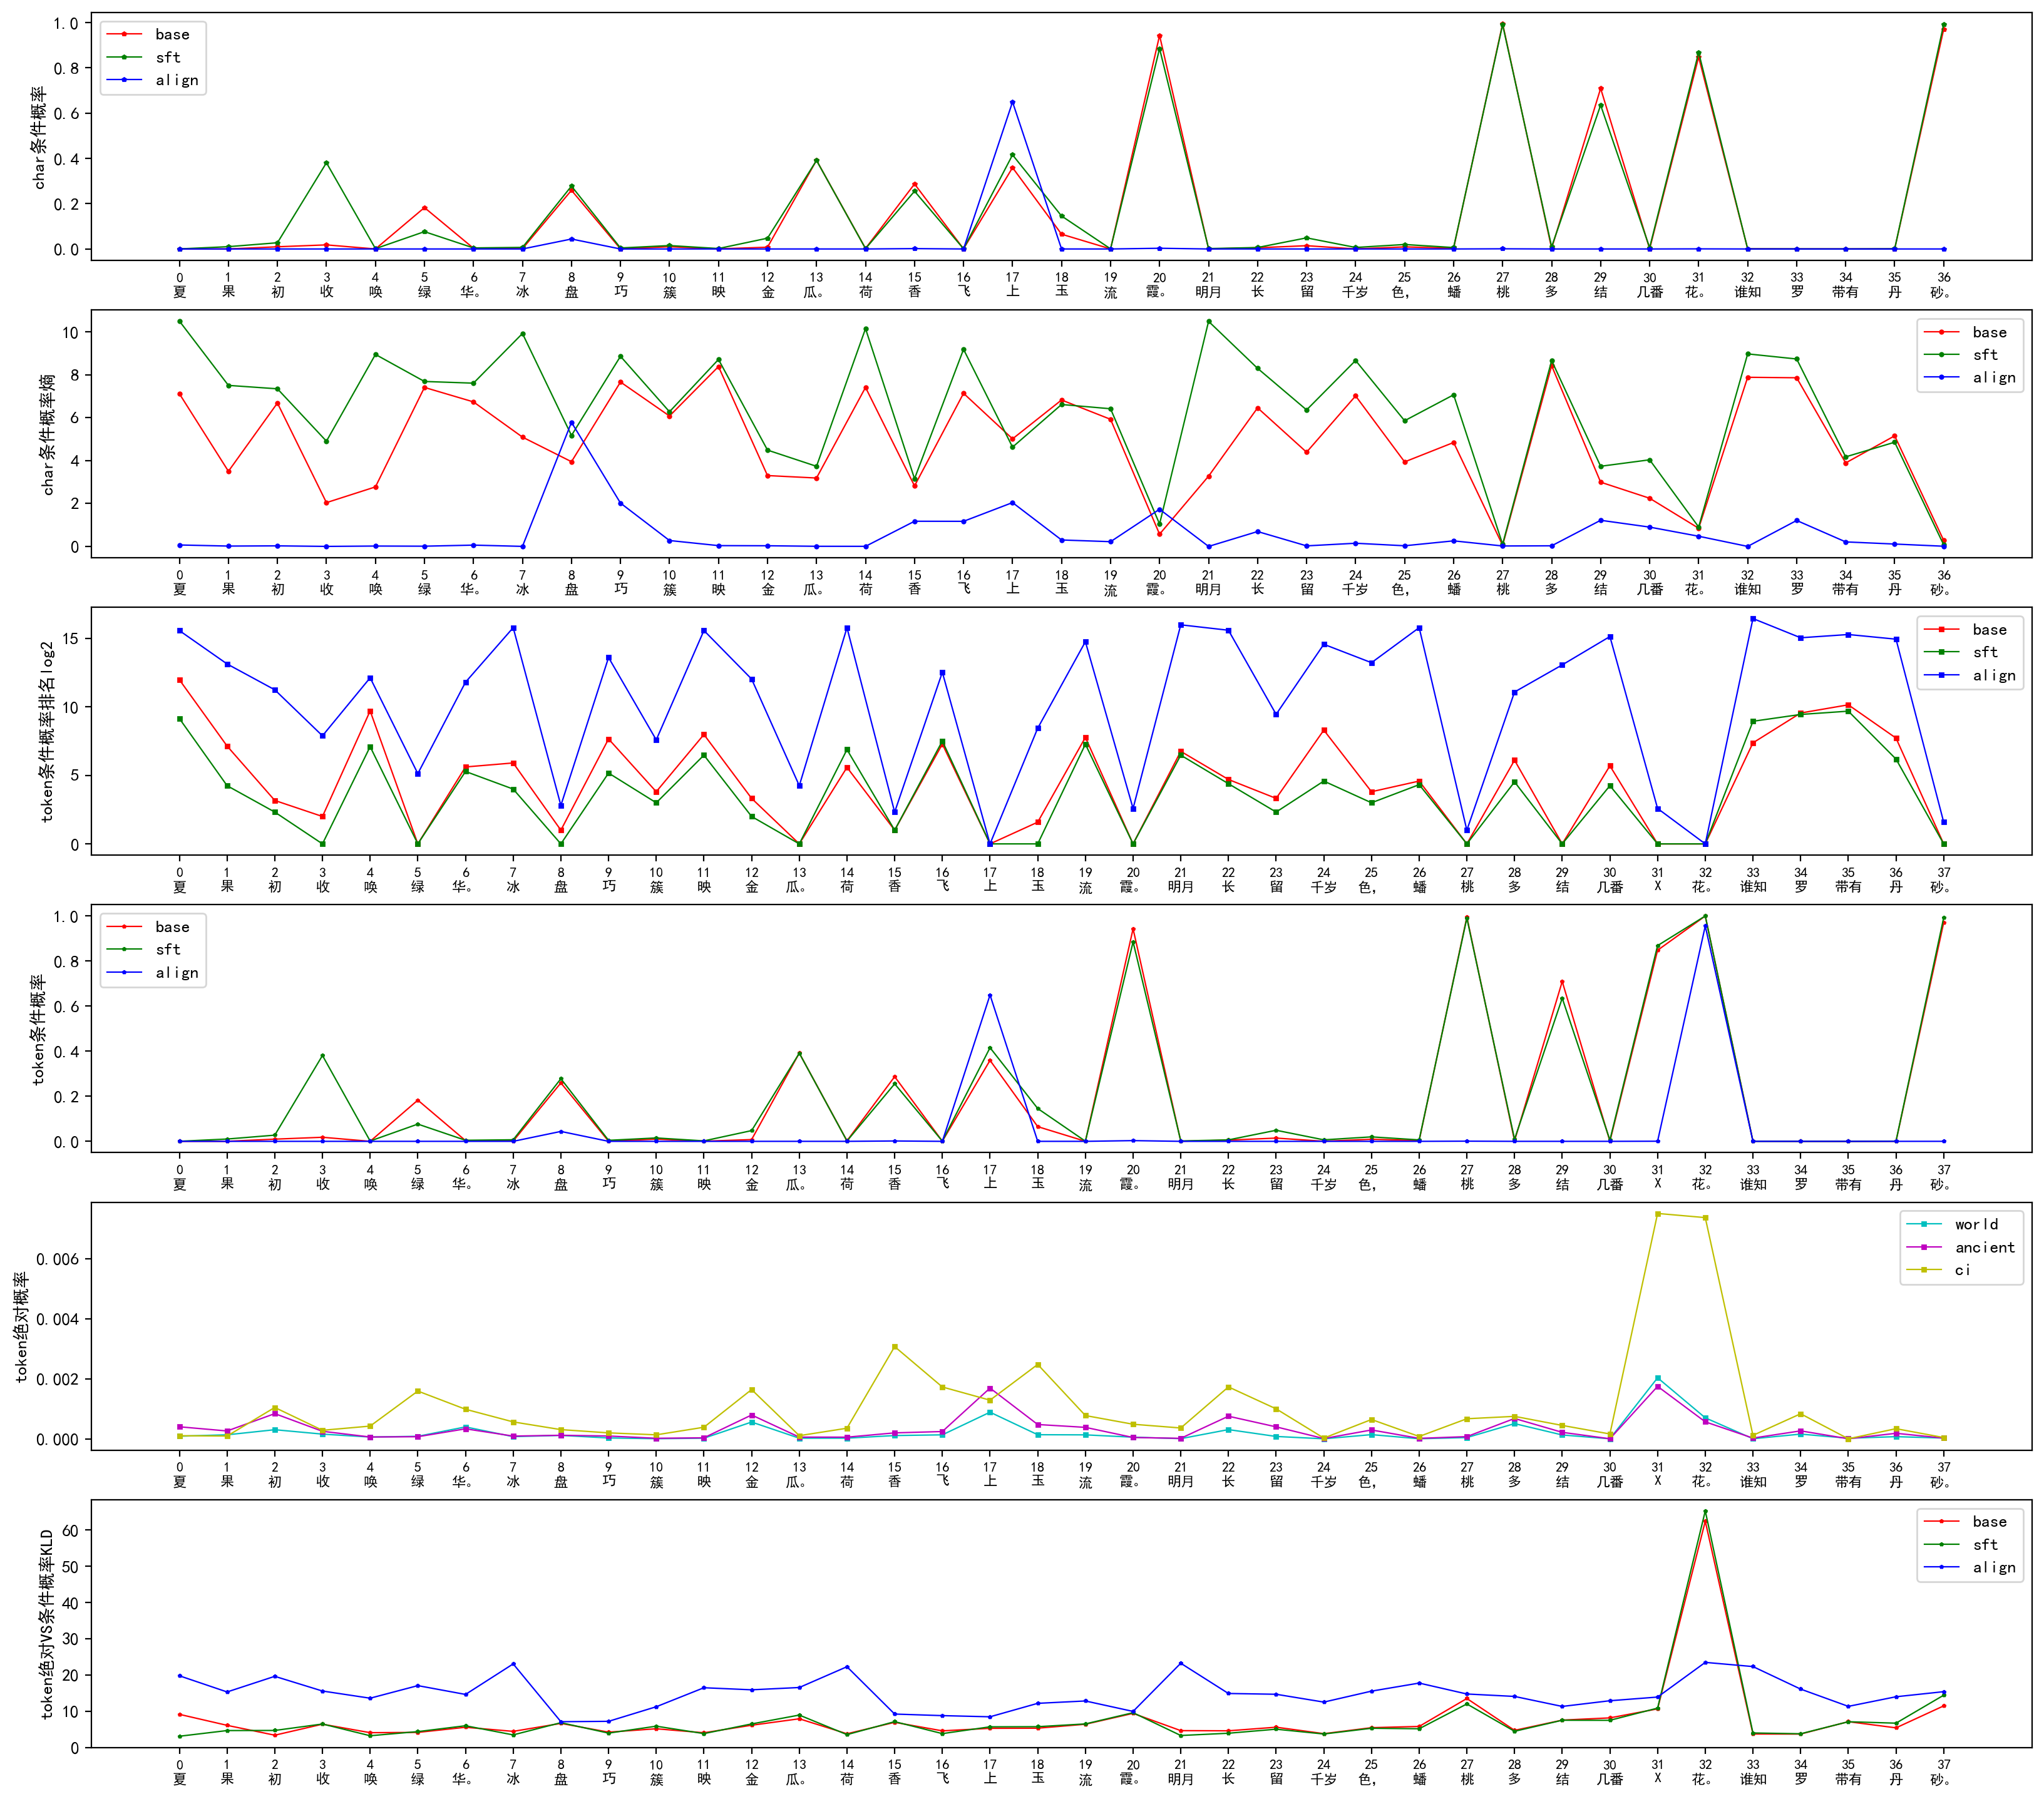 char条件概率
1.0
0.8
0.6
0.4
0.2
0.0
base
sft
align
0 1 2 3 4 5 6 7 8 9 10 11 12 13 14 15 16 17 18 19 20 21 22 23 24 25 26 27 28 29 30 31 32 33 34 35 36
夏 果 初 收 唤 绿 华。 冰 盘 巧 簇 映 金 瓜。 荷 香 飞 上 玉 流 霞。 明月 长 留 千岁 色, 蟠 桃 多 结 几番 花。 谁知 罗 带有 丹 砂。
char条件概率熵
10
8
6
4
2
0
base
sft
align
0 1 2 3 4 5 6 7 8 9 10 11 12 13 14 15 16 17 18 19 20 21 22 23 24 25 26 27 28 29 30 31 32 33 34 35 36
夏 果 初 收 唤 绿 华。 冰 盘 巧 簇 映 金 瓜。 荷 香 飞 上 玉 流 霞。 明月 长 留 千岁 色, 蟠 桃 多 结 几番 花。 谁知 罗 带有 丹 砂。
token条件概率排名log2
15
10
5
0
base
sft
align
0 1 2 3 4 5 6 7 8 9 10 11 12 13 14 15 16 17 18 19 20 21 22 23 24 25 26 27 28 29 30 31 32 33 34 35 36 37
夏 果 初 收 唤 绿 华。 冰 盘 巧 簇 映 金 瓜。 荷 香 飞 上 玉 流 霞。 明月 长 留 千岁 色, 蟠 桃 多 结 几番 X 花。 谁知 罗 带有 丹 砂。
token条件概率
1.0
0.8
0.6
0.4
0.2
0.0
base
sft
align
0 1 2 3 4 5 6 7 8 9 10 11 12 13 14 15 16 17 18 19 20 21 22 23 24 25 26 27 28 29 30 31 32 33 34 35 36 37
夏 果 初 收 唤 绿 华。 冰 盘 巧 簇 映 金 瓜。 荷 香 飞 上 玉 流 霞。 明月 长 留 千岁 色, 蟠 桃 多 结 几番 X 花。 谁知 罗 带有 丹 砂。
token绝对概率
0.006
0.004
0.002
0.000
world
ancient
ci
0 1 2 3 4 5 6 7 8 9 10 11 12 13 14 15 16 17 18 19 20 21 22 23 24 25 26 27 28 29 30 31 32 33 34 35 36 37
夏 果 初 收 唤 绿 华。 冰 盘 巧 簇 映 金 瓜。 荷 香 飞 上 玉 流 霞。 明月 长 留 千岁 色, 蟠 桃 多 结 几番 X 花。 谁知 罗 带有 丹 砂。
token绝对VS条件概率KLD
60
50
40
30
20
10
0
base
sft
align
0 1 2 3 4 5 6 7 8 9 10 11 12 13 14 15 16 17 18 19 20 21 22 23 24 25 26 27 28 29 30 31 32 33 34 35 36 37
夏 果 初 收 唤 绿 华。 冰 盘 巧 簇 映 金 瓜。 荷 香 飞 上 玉 流 霞。 明月 长 留 千岁 色, 蟠 桃 多 结 几番 X 花。 谁知 罗 带有 丹 砂。